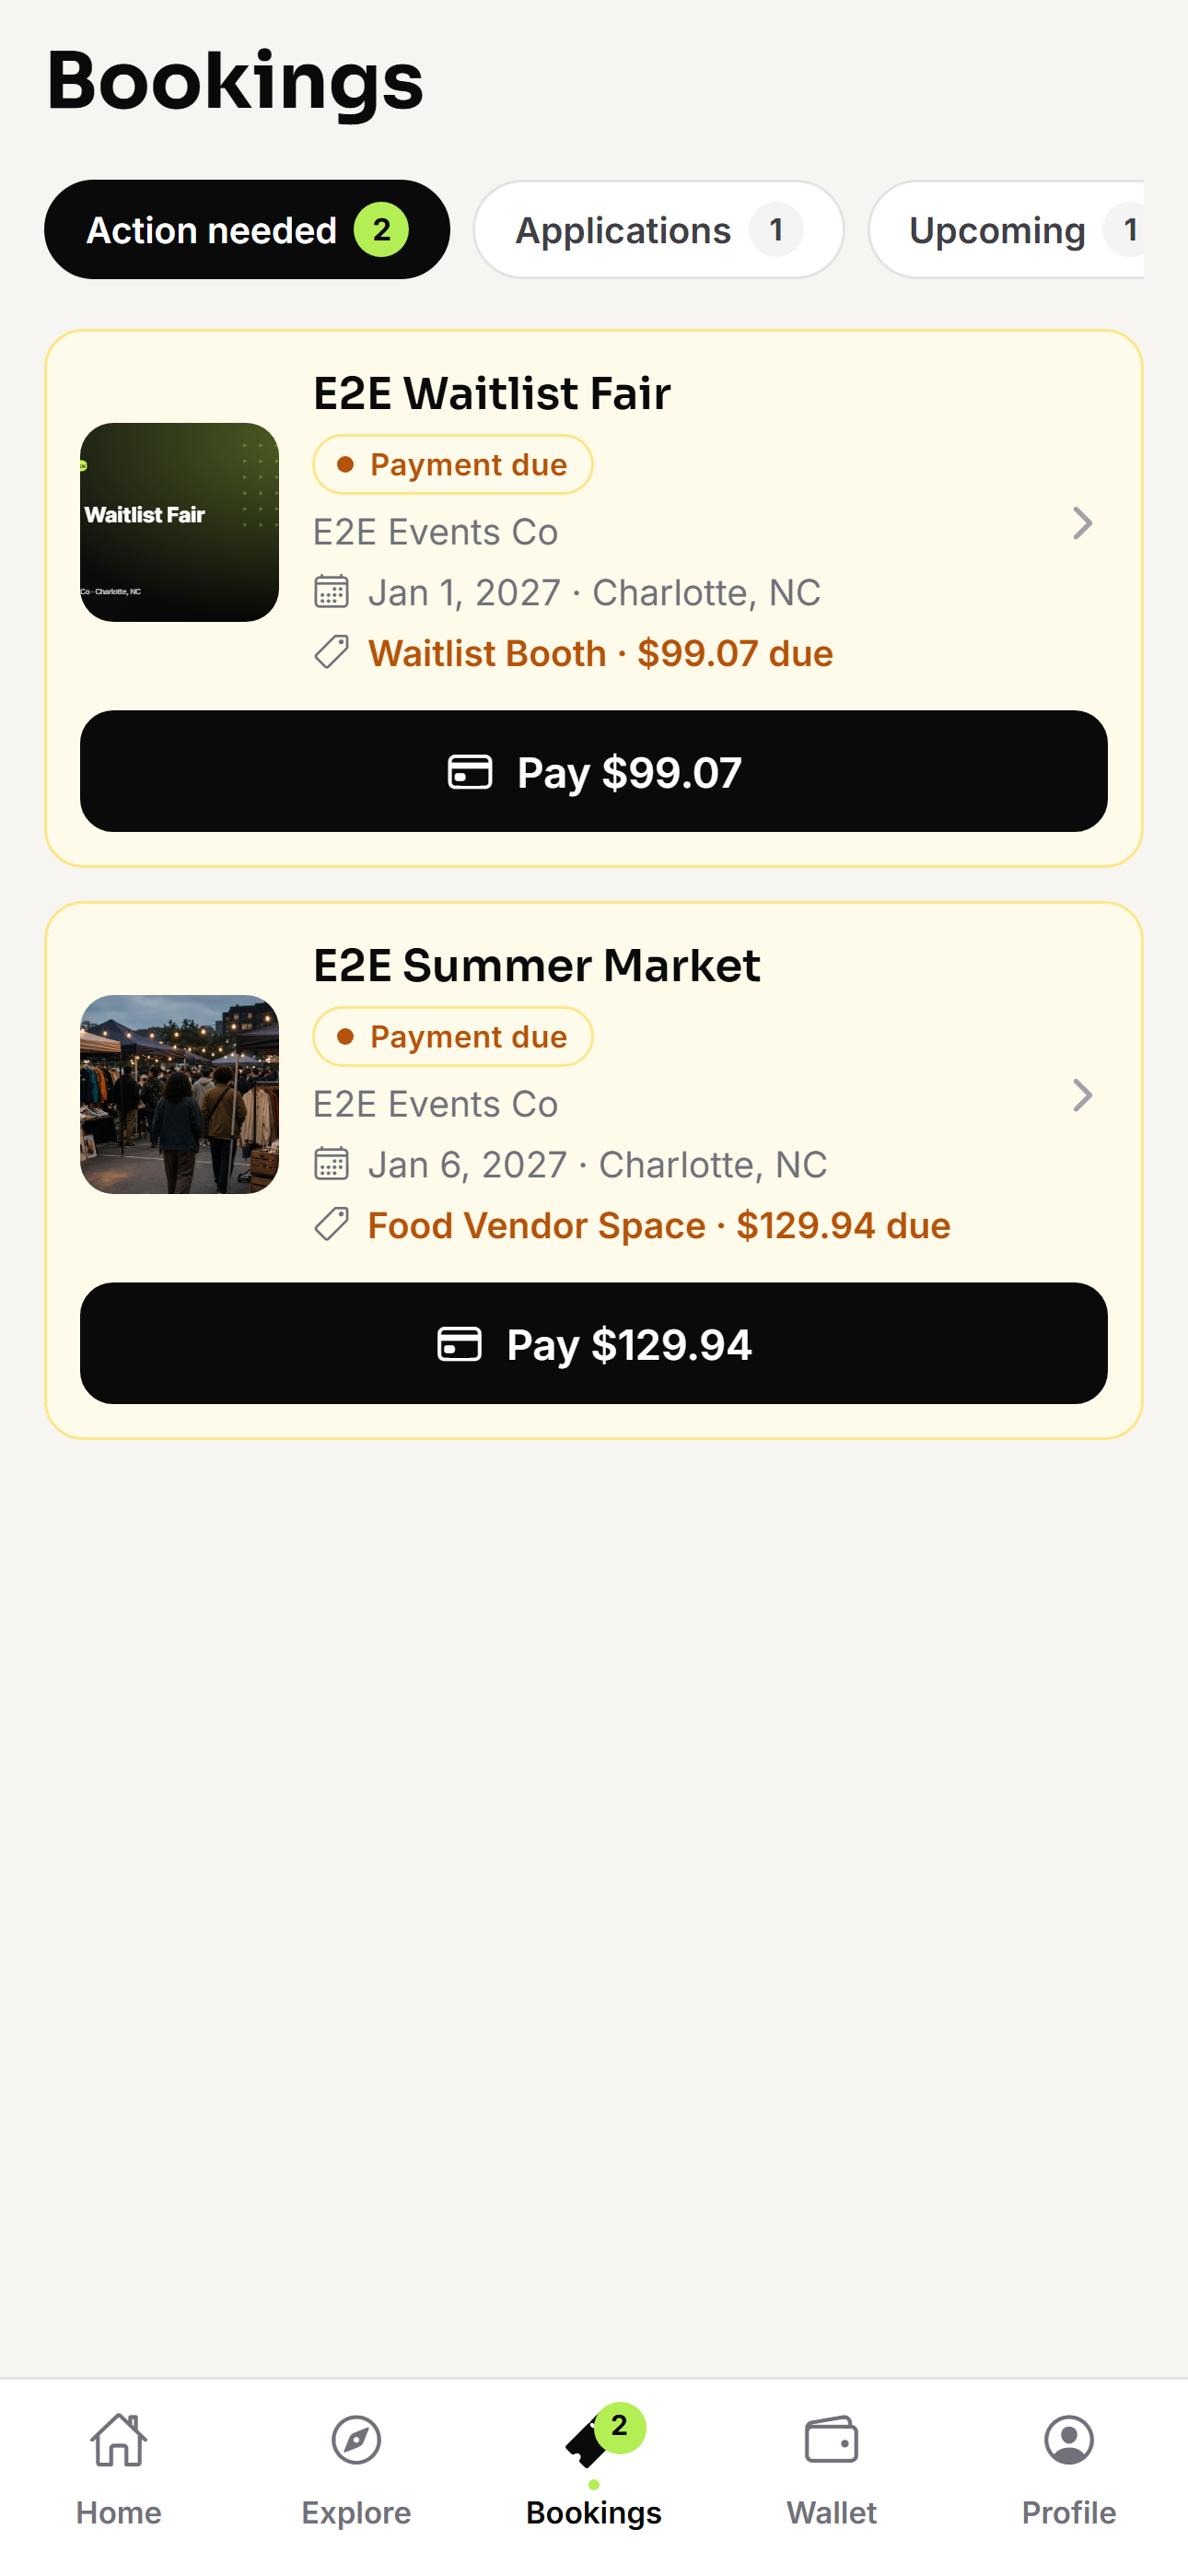 Bookings
Action needed 2
Applications 1
Upcoming 1
E2E Waitlist Fair
Waitlist Fair
Co · Charlotte, NC
Payment due
E2E Events Co
Jan 1, 2027 · Charlotte, NC
Waitlist Booth · $99.07 due
Pay $99.07
E2E Summer Market
Payment due
E2E Events Co
Jan 6, 2027 · Charlotte, NC
Food Vendor Space · $129.94 due
Pay $129.94
2
Home
Explore
Bookings
Wallet
Profile